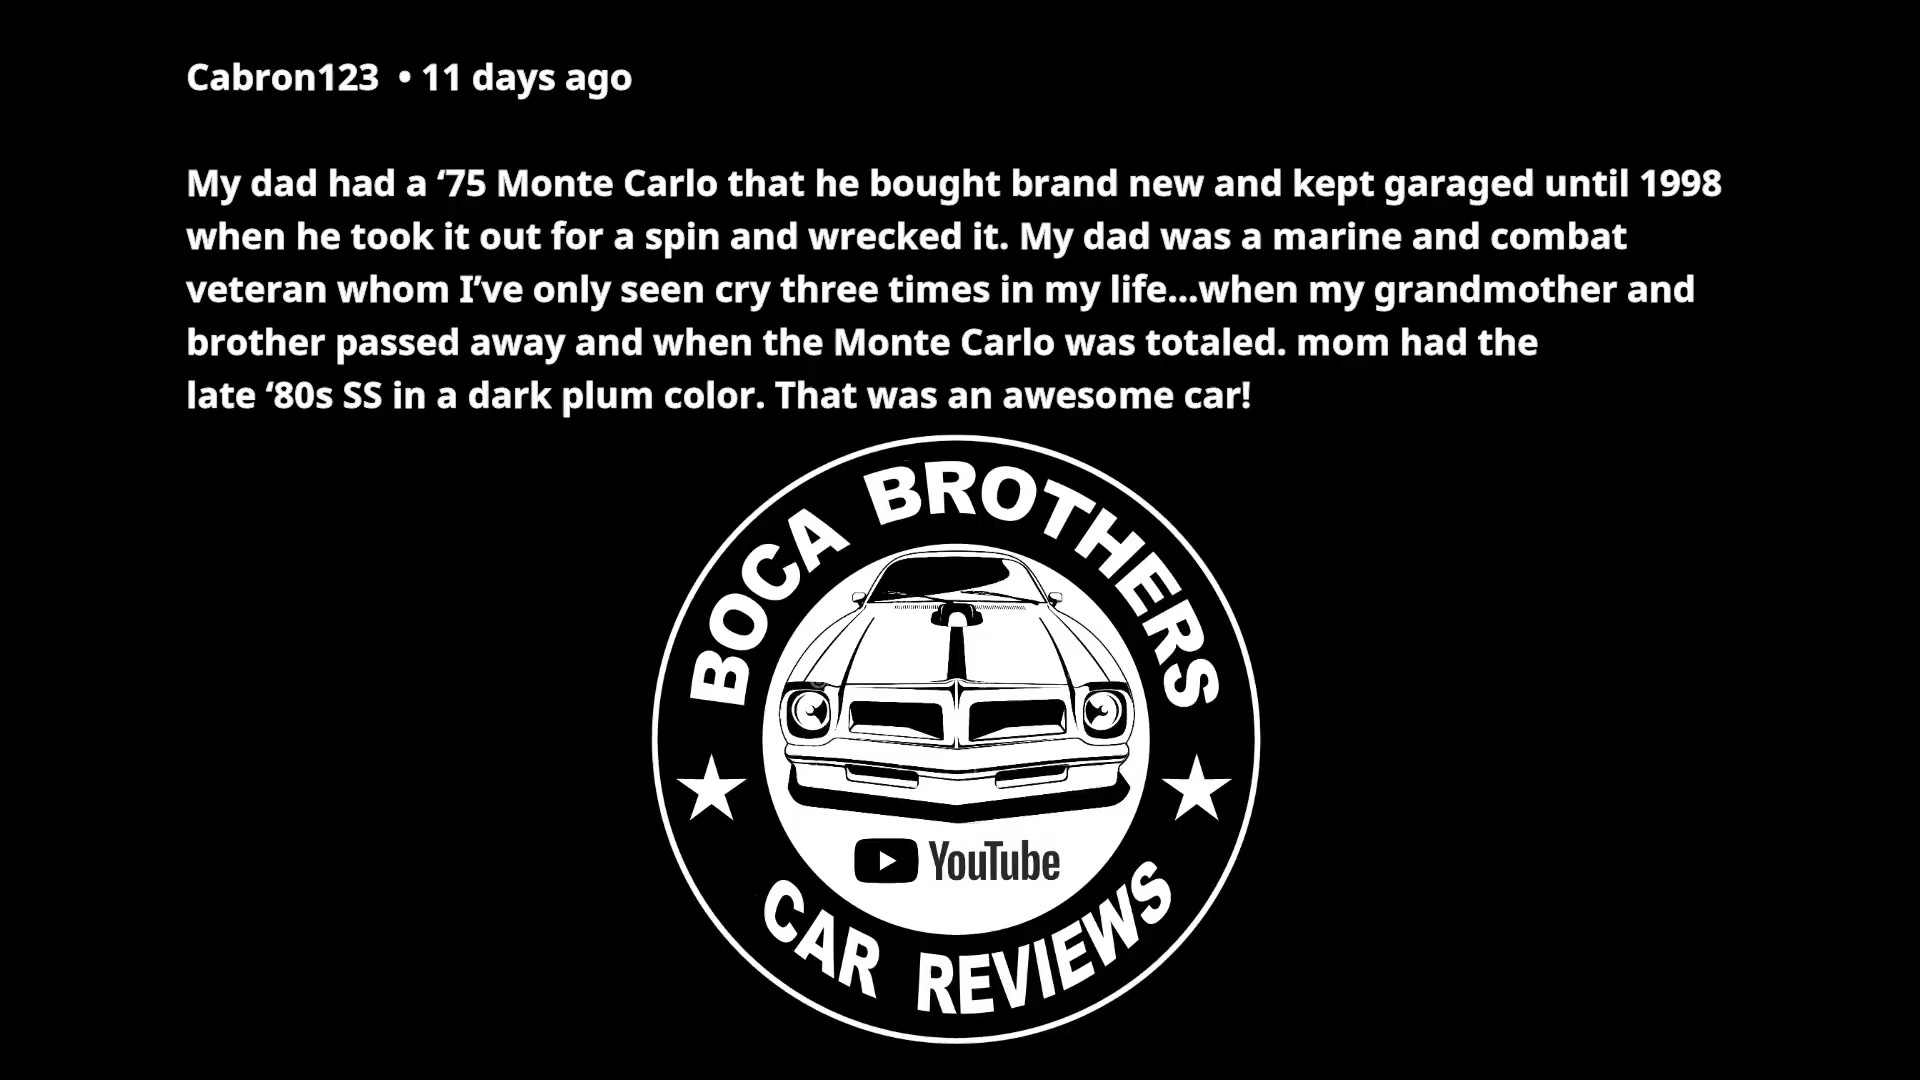 Cabron123 • 11 days ago
My dad had a ‘75 Monte Carlo that he bought brand new and kept garaged until 1998
when he took it out for a spin and wrecked it. My dad was a marine and combat
veteran whom I’ve only seen cry three times in my life...when my grandmother and
brother passed away and when the Monte Carlo was totaled. mom had the
late ‘80s SS in a dark plum color. That was an awesome car!
BOCA BROTHERS
YouTube
CAR REVIEWS